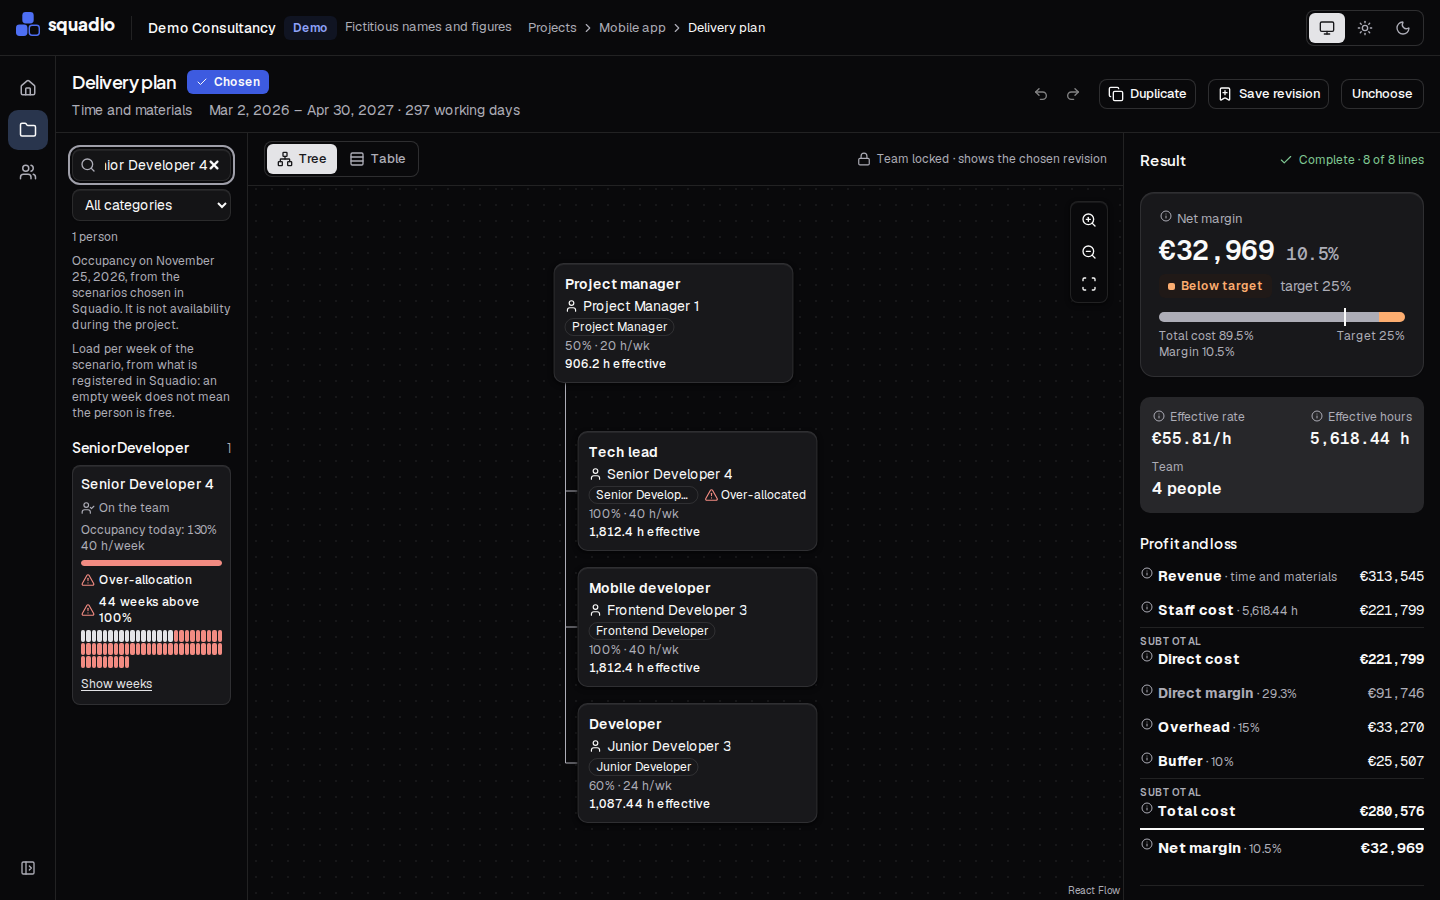 squadio
Demo Consultancy
Demo
Fictitious names and figures
Projects
Mobile app
Delivery plan
Delivery plan
Chosen
Time and materials
Mar 2, 2026 – Apr 30, 2027 · 297 working days
Duplicate
Save revision
Unchoose
ior Developer 4
All categories
1 person
Occupancy on November
25, 2026, from the
scenarios chosen in
Squadio. It is not availability
during the project.
Load per week of the
scenario, from what is
registered in Squadio: an
empty week does not mean
the person is free.
Senior Developer
1
Senior Developer 4
On the team
Occupancy today: 130%
40 h/week
Over-allocation
44 weeks above
100%
Show weeks
Tree
Table
Team locked · shows the chosen revision
Project manager
Project Manager 1
Project Manager
50% · 20 h/wk
906.2 h effective
Tech lead
Senior Developer 4
Senior Develop…
Over-allocated
100% · 40 h/wk
1,812.4 h effective
Mobile developer
Frontend Developer 3
Frontend Developer
100% · 40 h/wk
1,812.4 h effective
Developer
Junior Developer 3
Junior Developer
60% · 24 h/wk
1,087.44 h effective
React Flow
Result
Complete · 8 of 8 lines
Net margin
€32,969 10.5%
Below target
target 25%
Total cost 89.5%
Target 25%
Margin 10.5%
Effective rate
€55.81/h
Effective hours
5,618.44 h
Team
4 people
Profit and loss
Revenue · time and materials €313,545
Staff cost · 5,618.44 h €221,799
SUBTOTAL
Direct cost €221,799
Direct margin · 29.3% €91,746
Overhead · 15% €33,270
Buffer · 10% €25,507
SUBTOTAL
Total cost €280,576
Net margin · 10.5% €32,969